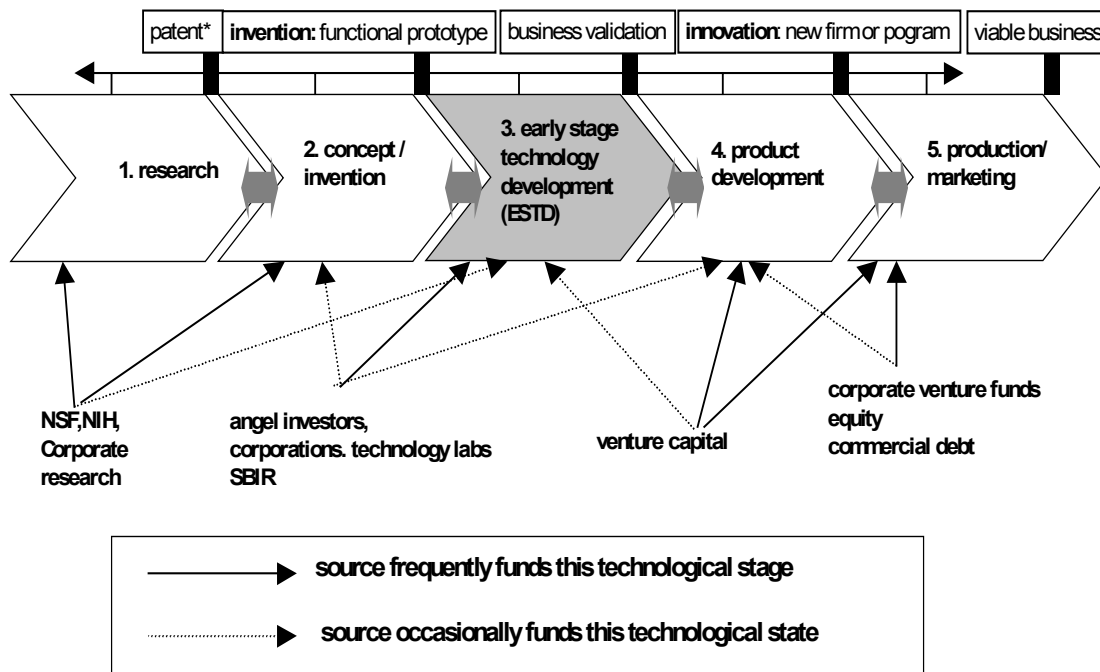 patent*
invention: functional prototype
business validation
innovation: new firm or pogram
viable business
1. research
2. concept /
invention
3. early stage
technology
development
(ESTD)
4. product
development
5. production/
marketing
NSF,NIH,
Corporate
research
angel investors,
corporations. technology labs
SBIR
venture capital
corporate venture funds
equity
commercial debt
source frequently funds this technological stage
source occasionally funds this technological state